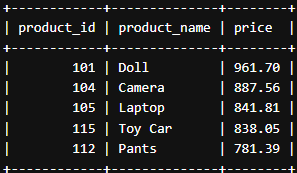 +------------+--------------+--------+
| product_id | product_name | price  |
+------------+--------------+--------+
|        101 | Doll         | 961.70 |
|        104 | Camera       | 887.56 |
|        105 | Laptop       | 841.81 |
|        115 | Toy Car      | 838.05 |
|        112 | Pants        | 781.39 |
+------------+--------------+--------+